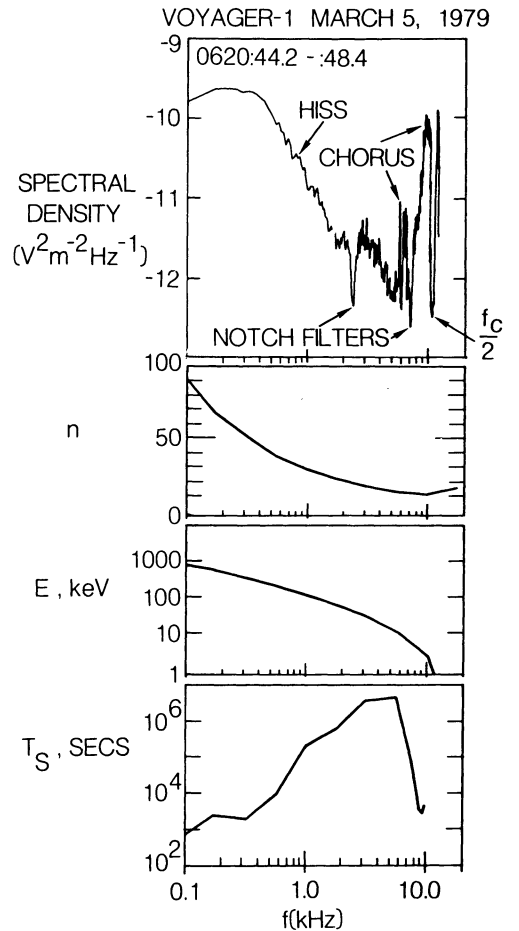 VOYAGER-1 MARCH 5, 1979
0620:44.2 - :48.4
-9
-10
-11
-12
SPECTRAL
DENSITY
(V²m⁻²Hz⁻¹)
HISS
CHORUS
NOTCH FILTERS
fc/2
100
50
0
n
1000
100
10
1
E , keV
10⁶
10⁴
10²
TS , SECS
0.1 1.0 10.0
f(kHz)